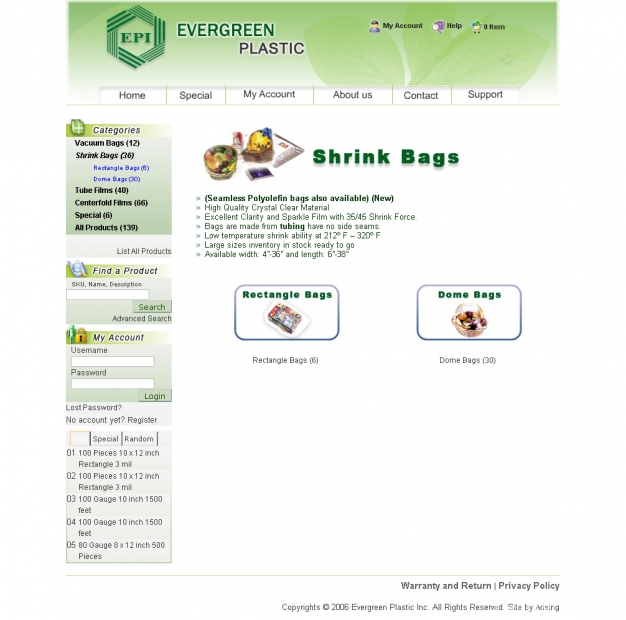 EPI
EVERGREEN
PLASTIC
My Account Help 0 Item
Home Special My Account About us Contact Support
Categories
Vacuum Bags (12)
Shrink Bags (36)
Rectangle Bags (6)
Dome Bags (30)
Tube Films (40)
Centerfold Films (66)
Special (6)
All Products (139)
List All Products
Find a Product
SKU, Name, Description
Search
Advanced Search
My Account
Username
Password
Login
Lost Password?
No account yet? Register
Special Random
01 100 Pieces 10 x 12 inch
Rectangle 3 mil
02 100 Pieces 10 x 12 inch
Rectangle 3 mil
03 100 Gauge 10 inch 1500
feet
04 100 Gauge 10 inch 1500
feet
05 80 Gauge 8 x 12 inch 500
Pieces
Shrink Bags
» (Seamless Polyolefin bags also available) (New)
» High Quality Crystal Clear Material
» Excellent Clarity and Sparkle Film with 35/45 Shrink Force.
» Bags are made from tubing have no side seams.
» Low temperature shrink ability at 212º F – 320º F
» Large sizes inventory in stock ready to go
» Available width: 4"-36" and length: 6"-38"
Rectangle Bags
Dome Bags
Rectangle Bags (6)
Dome Bags (30)
Warranty and Return | Privacy Policy
Copyrights © 2006 Evergreen Plastic Inc. All Rights Reserved. Site by Arising